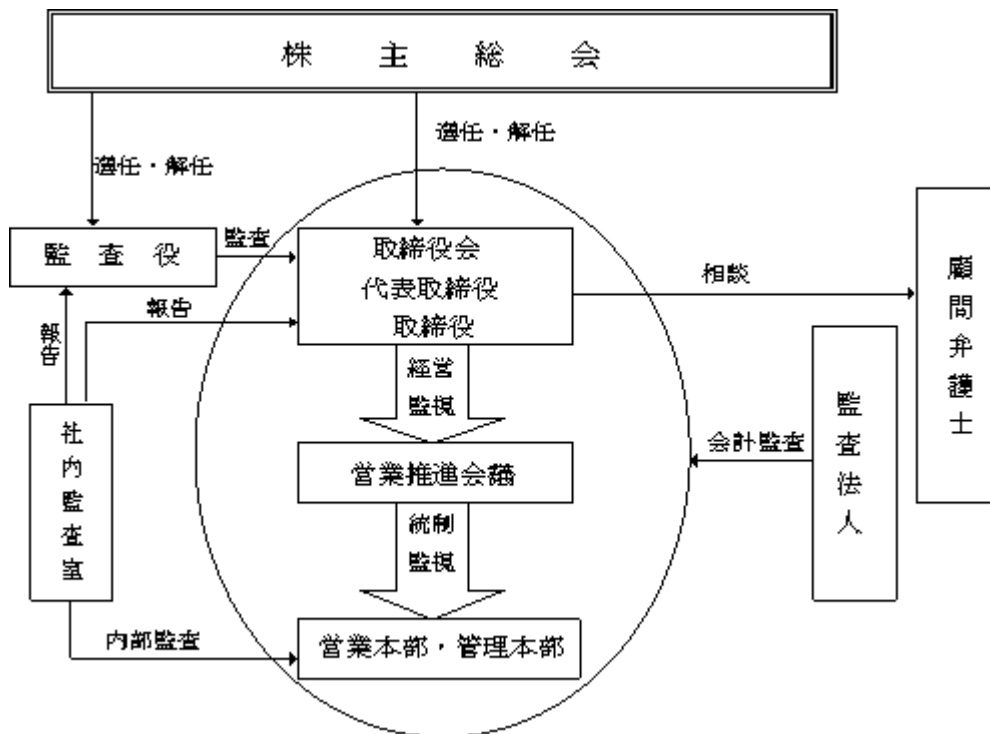 株主総会
選任・解任
選任・解任
監査役
監査
取締役会
代表取締役
取締役
相談
顧問弁護士
報告
報告
経営
監視
社内監査室
営業推進会議
会計監査
監査法人
統制
監視
内部監査
営業本部・管理本部